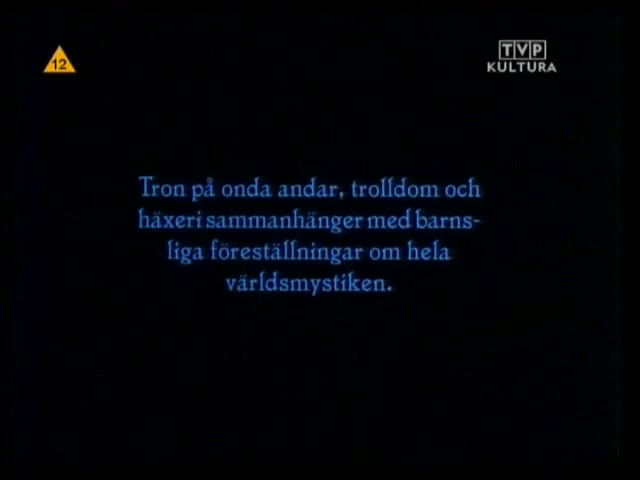 12
TVP
KULTURA
Tron på onda andar, trolldom och
häxeri sammanhänger med barns-
liga föreställningar om hela
världsmystiken.